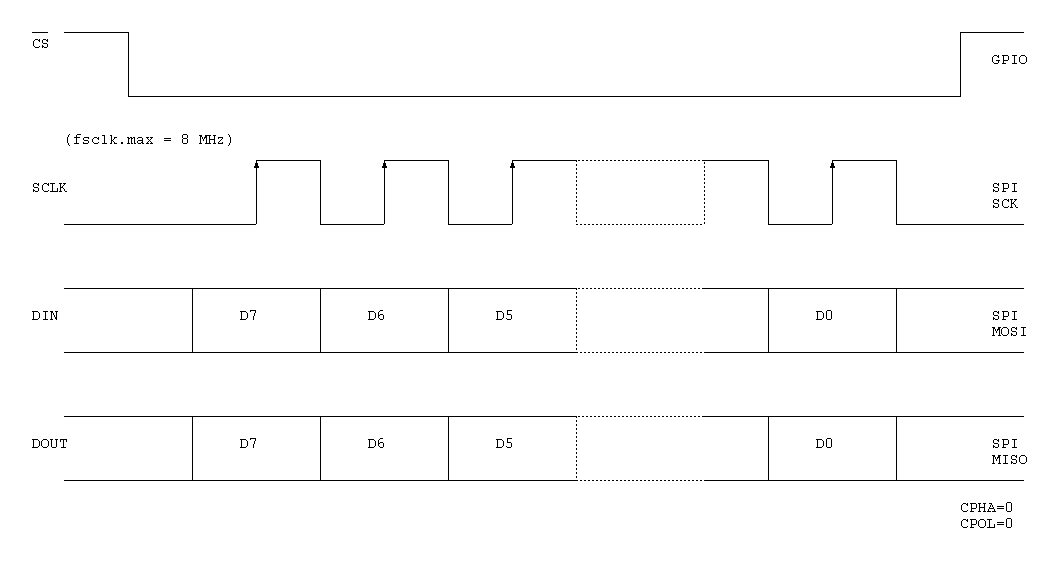 CS
GPIO
(fsclk.max = 8 MHz)
SCLK
SPI
SCK
DIN
D7
D6
D5
D0
SPI
MOSI
DOUT
D7
D6
D5
D0
SPI
MISO
CPHA=0
CPOL=0